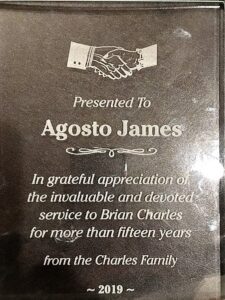 Presented To
Agosto James
In grateful appreciation of
the invaluable and devoted
service to Brian Charles
for more than fifteen years
from the Charles Family
~ 2019 ~